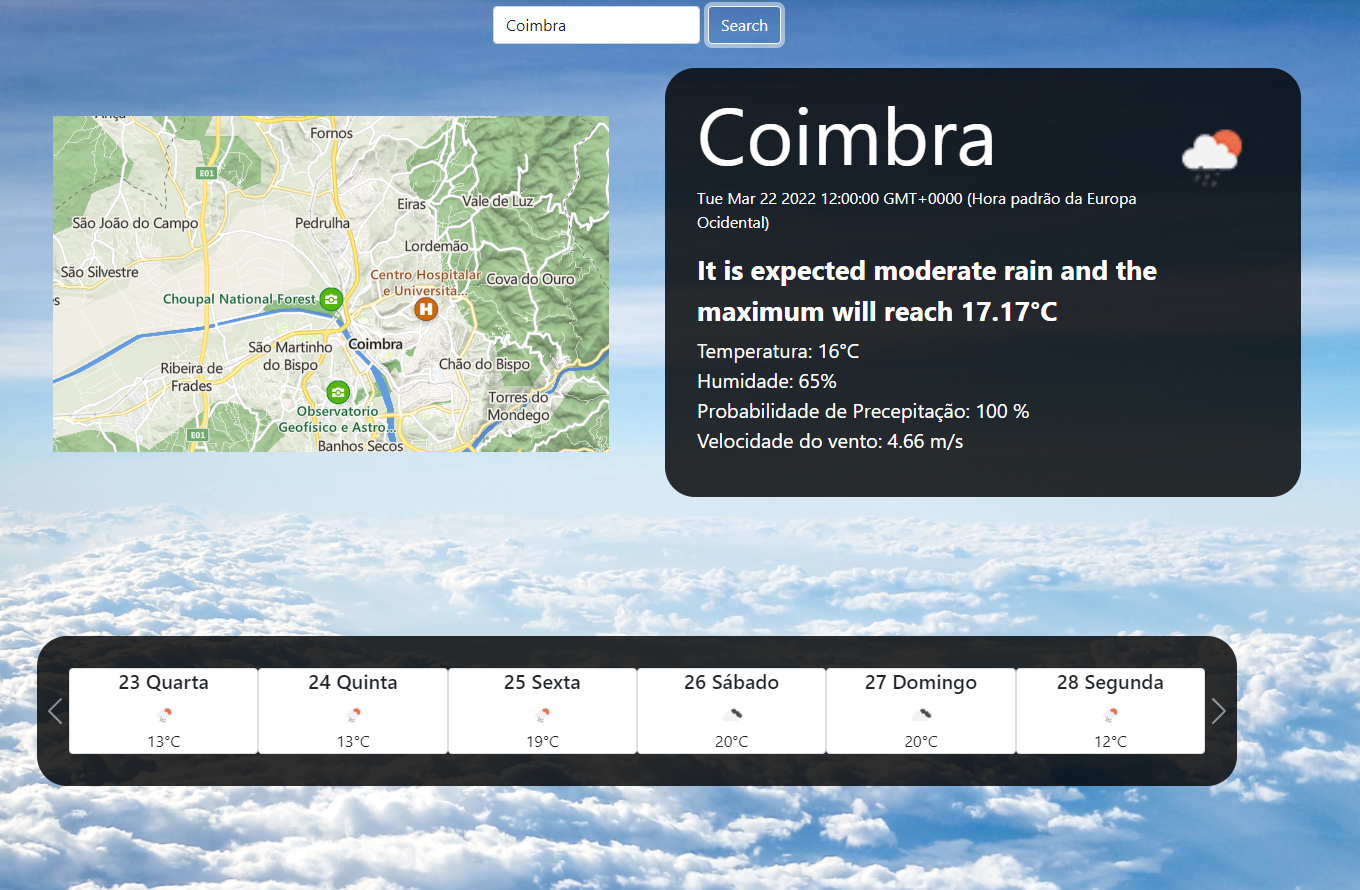 Coimbra
Search
Fornos
E01
Eiras
Vale de Luz
São João do Campo
Pedrulha
Lordemão
São Silvestre
Centro Hospitalar
e Universitá...
Cova do Ouro
Choupal National Forest
H
São Martinho
do Bispo
Coimbra
Ribeira de
Frades
Chão do Bispo
Observatorio
Geofísico e Astro...
Torres do
Mondego
E01
Banhos Secos
Coimbra
Tue Mar 22 2022 12:00:00 GMT+0000 (Hora padrão da Europa
Ocidental)
It is expected moderate rain and the
maximum will reach 17.17°C
Temperatura: 16°C
Humidade: 65%
Probabilidade de Precepitação: 100 %
Velocidade do vento: 4.66 m/s
23 Quarta
13°C
24 Quinta
13°C
25 Sexta
19°C
26 Sábado
20°C
27 Domingo
20°C
28 Segunda
12°C